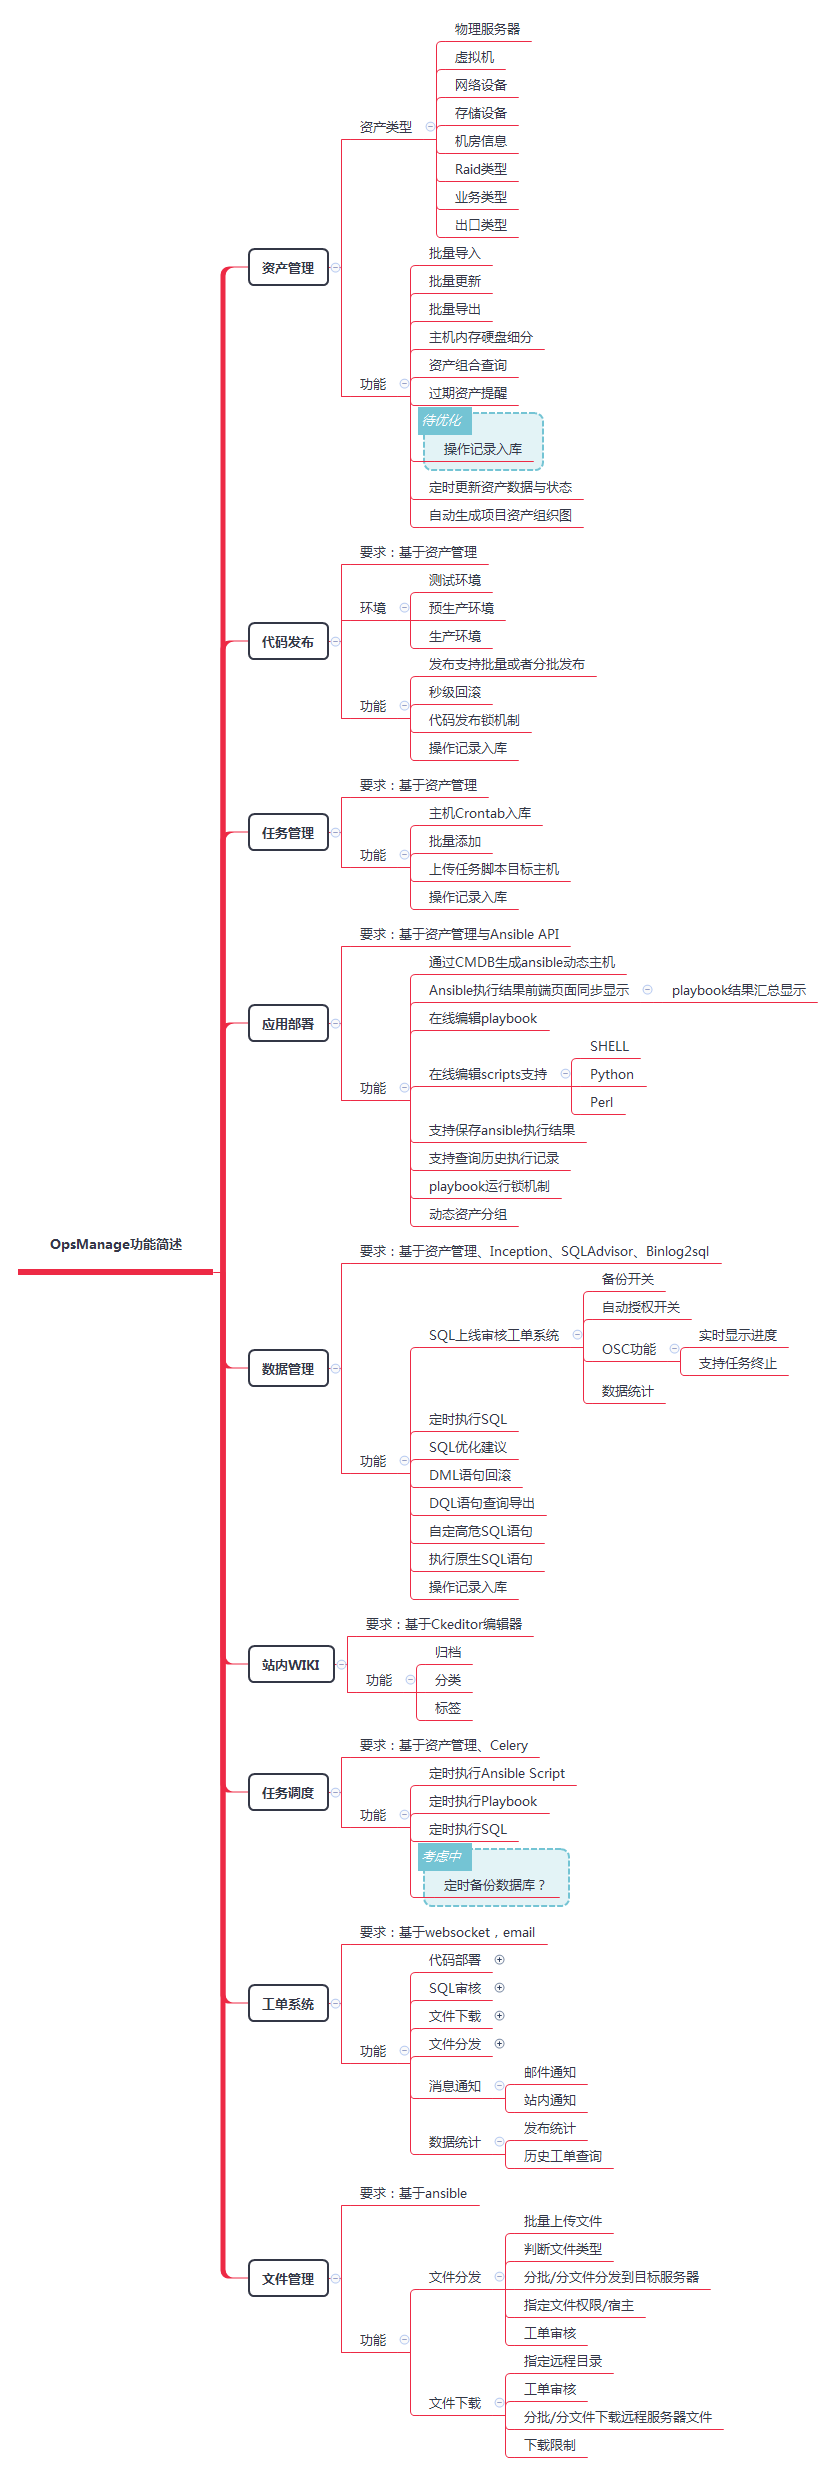 OpsManage功能简述
资产管理
资产类型
物理服务器
虚拟机
网络设备
存储设备
机房信息
Raid类型
业务类型
出口类型
功能
批量导入
批量更新
批量导出
主机内存硬盘细分
资产组合查询
过期资产提醒
待优化
操作记录入库
定时更新资产数据与状态
自动生成项目资产组织图
代码发布
要求：基于资产管理
环境
测试环境
预生产环境
生产环境
功能
发布支持批量或者分批发布
秒级回滚
代码发布锁机制
操作记录入库
任务管理
要求：基于资产管理
功能
主机Crontab入库
批量添加
上传任务脚本目标主机
操作记录入库
应用部署
要求：基于资产管理与Ansible API
功能
通过CMDB生成ansible动态主机
Ansible执行结果前端页面同步显示
playbook结果汇总显示
在线编辑playbook
在线编辑scripts支持
SHELL
Python
Perl
支持保存ansible执行结果
支持查询历史执行记录
playbook运行锁机制
动态资产分组
数据管理
要求：基于资产管理、Inception、SQLAdvisor、Binlog2sql
功能
SQL上线审核工单系统
备份开关
自动授权开关
OSC功能
实时显示进度
支持任务终止
数据统计
定时执行SQL
SQL优化建议
DML语句回滚
DQL语句查询导出
自定高危SQL语句
执行原生SQL语句
操作记录入库
站内WIKI
要求：基于Ckeditor编辑器
功能
归档
分类
标签
任务调度
要求：基于资产管理、Celery
功能
定时执行Ansible Script
定时执行Playbook
定时执行SQL
考虑中
定时备份数据库？
工单系统
要求：基于websocket，email
功能
代码部署
SQL审核
文件下载
文件分发
消息通知
邮件通知
站内通知
数据统计
发布统计
历史工单查询
文件管理
要求：基于ansible
功能
文件分发
批量上传文件
判断文件类型
分批/分文件分发到目标服务器
指定文件权限/宿主
工单审核
文件下载
指定远程目录
工单审核
分批/分文件下载远程服务器文件
下载限制